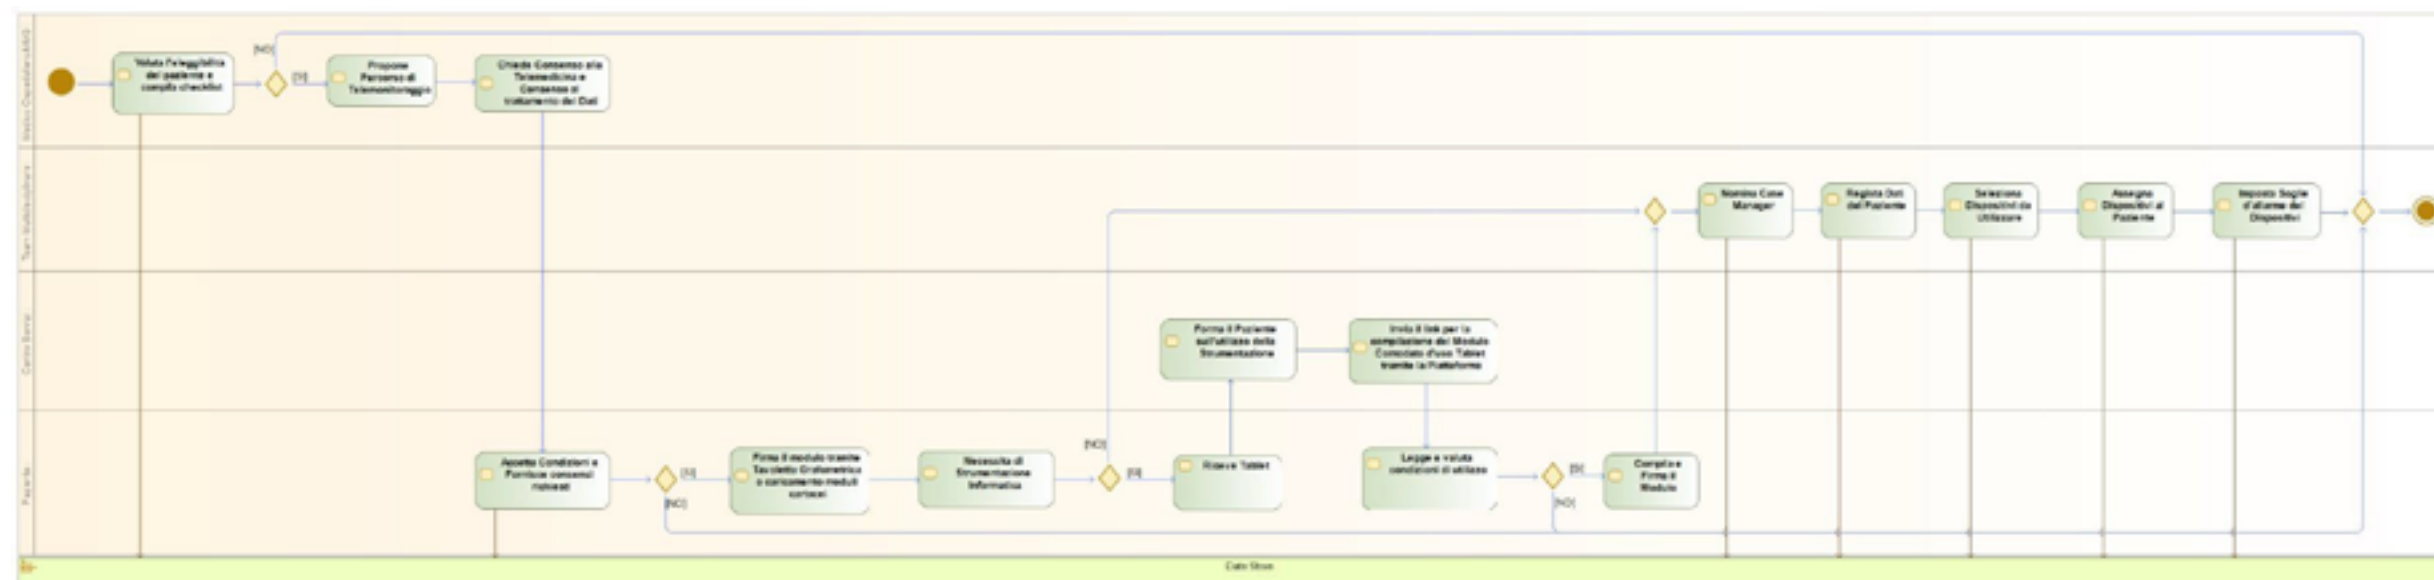 Valuta l'eleggibilità
del paziente e
compila checklist
[NO]
[SI]
Propone
Percorso di
Telemonitoraggio
Chiede Consenso alla
Telemedicina e
Consenso al
trattamento dei Dati
Nomina Case
Manager
Registra Dati
del Paziente
Seleziona
Dispositivi da
Utilizzare
Assegna
Dispositivi al
Paziente
Imposta Soglie
d'allarme dei
Dispositivi
Forma il Paziente
sull'utilizzo della
Strumentazione
Invia il link per la
compilazione del Modulo
Comodato d'uso Tablet
tramite la Piattaforma
Paziente
Accetta Condizioni e
Fornisce consensi
richiesti
[SI]
[NO]
Firma il modulo tramite
Tavoletta Grafometrica
o caricamento moduli
cartacei
Necessita di
Strumentazione
Informatica
[NO]
[SI]
Riceve Tablet
Legge e valuta
condizioni di utilizzo
[SI]
[NO]
Compila e
Firma il
Modulo
Data Store